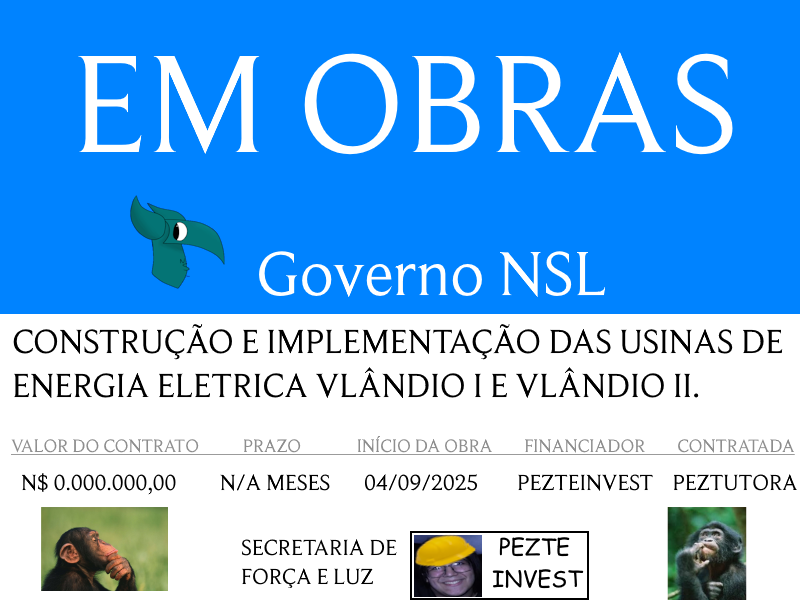 EM OBRAS
Governo NSL
CONSTRUÇÃO E IMPLEMENTAÇÃO DAS USINAS DE
ENERGIA ELETRICA VLÂNDIO I E VLÂNDIO II.
VALOR DO CONTRATO PRAZO INÍCIO DA OBRA FINANCIADOR CONTRATADA
N$ 0.000.000,00 N/A MESES 04/09/2025 PEZTEINVEST PEZTUTORA
SECRETARIA DE
FORÇA E LUZ
PEZTE
INVEST